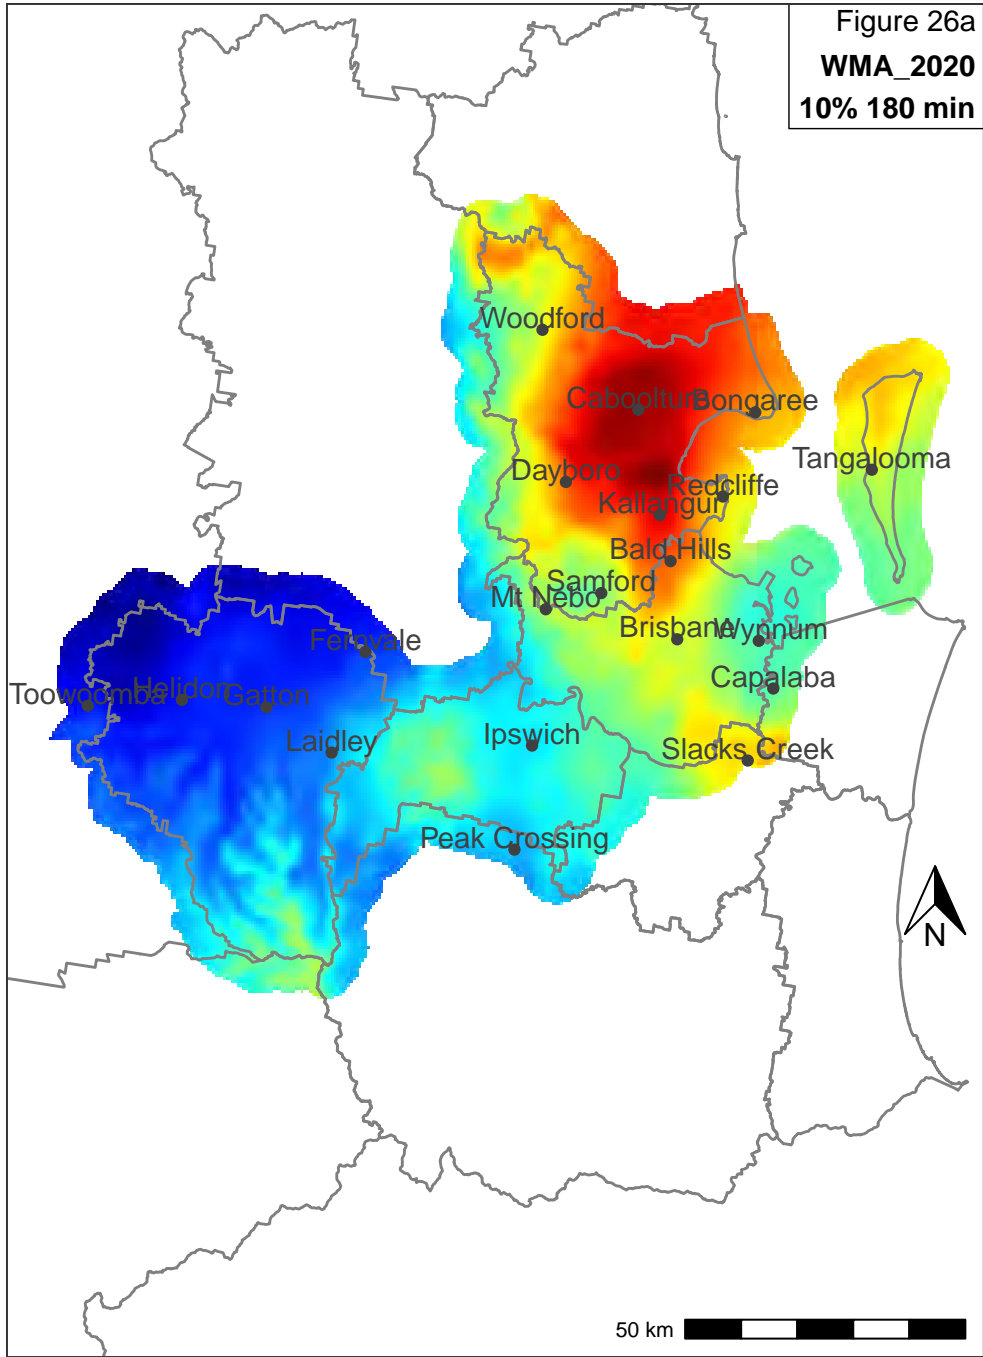 Figure 26a
WMA_2020
10% 180 min
Woodford
Caboolture
Bongaree
Tangalooma
Dayboro
Redcliffe
Kallangur
Bald Hills
Samford
Mt Nebo
Brisbane
Wynnum
Fernvale
Capalaba
Toowoomba
Helidon
Gatton
Laidley
Ipswich
Slacks Creek
Peak Crossing
N
50 km